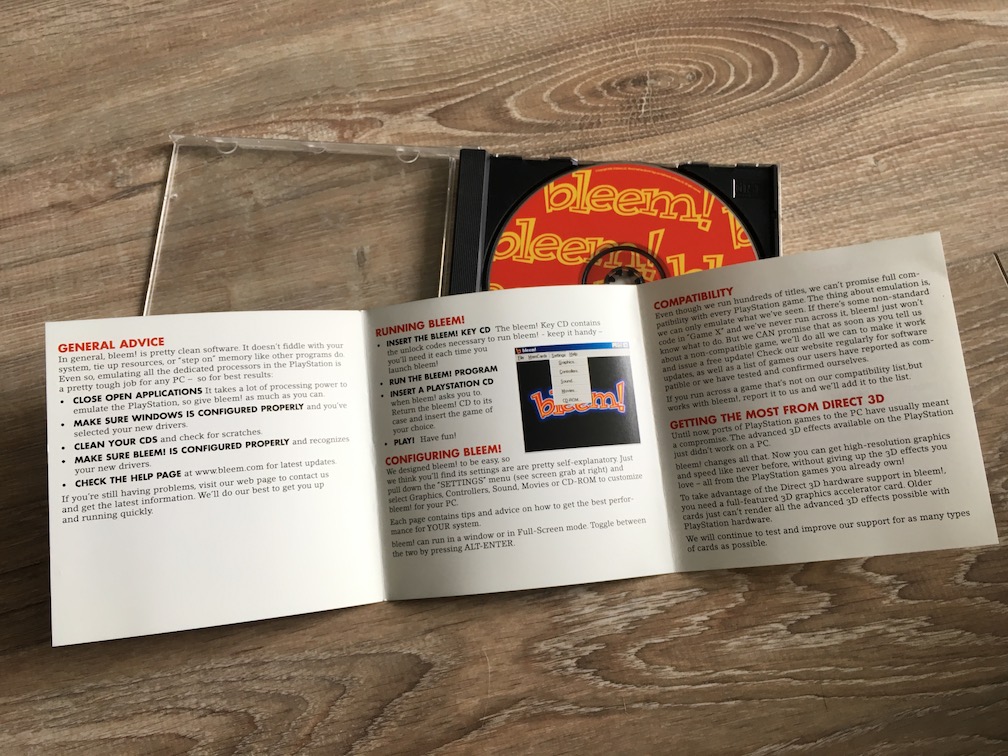 bleem!
bleem!
GENERAL ADVICE
In general, bleem! is pretty clean software. It doesn't fiddle with your
system, tie up resources, or "step on" memory like other programs do
Even so, emulating all the dedicated processors in the PlayStation is
a pretty tough job for any PC – so for best results:
• CLOSE OPEN APPLICATIONS It takes a lot of processing power to
emulate the PlayStation, so give bleem! as much as you can.
• MAKE SURE WINDOWS IS CONFIGURED PROPERLY and you've
selected your new drivers.
• CLEAN YOUR CDS and check for scratches.
• MAKE SURE BLEEM! IS CONFIGURED PROPERLY and recognizes
your new drivers.
• CHECK THE HELP PAGE at www.bleem.com for latest updates.
If you're still having problems, visit our web page to contact us
and get the latest information. We'll do our best to get you up
and running quickly.
RUNNING BLEEM!
• INSERT THE BLEEM! KEY CD The bleem! Key CD contains
the unlock codes necessary to run bleem! - keep it handy –
you'll need it each time you
launch bleem!
• RUN THE BLEEM! PROGRAM
• INSERT A PLAYSTATION CD
when bleem! asks you to.
Return the bleem! CD to its
case and insert the game of
your choice.
• PLAY! Have fun!
bleem!
File MemCards Settings Help
Graphics
Controllers
Sound
Movies
CD-ROM
bleem!
CONFIGURING BLEEM!
We designed bleem! to be easy, so
we think you'll find its settings are are pretty self-explanatory. Just
pull down the "SETTINGS" menu (see screen grab at right) and
select Graphics, Controllers, Sound, Movies or CD-ROM to customize
bleem! for your PC.
Each page contains tips and advice on how to get the best perfor-
mance for YOUR system.
bleem! can run in a window or in Full-Screen mode. Toggle between
the two by pressing ALT-ENTER.
COMPATIBILITY
Even though we run hundreds of titles, we can't promise full com-
patibility with every PlayStation game. The thing about emulation is,
we can only emulate what we've seen. If there's some non-standard
code in "Game X" and we've never run across it, bleem! just won't
know what to do. But we CAN promise that as soon as you tell us
about a non-compatible game, we'll do all we can to make it work
and issue a free update! Check our website regularly for software
updates, as well as a list of games our users have reported as com-
patible or we have tested and confirmed ourselves.
If you run across a game that's not on our compatibility list, but
works with bleem!, report it to us and we'll add it to the list.
GETTING THE MOST FROM DIRECT 3D
Until now, ports of PlayStation games to the PC have usually meant
a compromise. The advanced 3D effects available on the PlayStation
just didn't work on a PC.
bleem! changes all that. Now you can get high-resolution graphics
and speed like never before, without giving up the 3D effects you
love – all from the PlayStation games you already own!
To take advantage of the Direct 3D hardware support in bleem!,
you need a full-featured 3D graphics accelerator card. Older
cards just can't render all the advanced 3D effects possible with
PlayStation hardware.
We will continue to test and improve our support for as many types
of cards as possible.